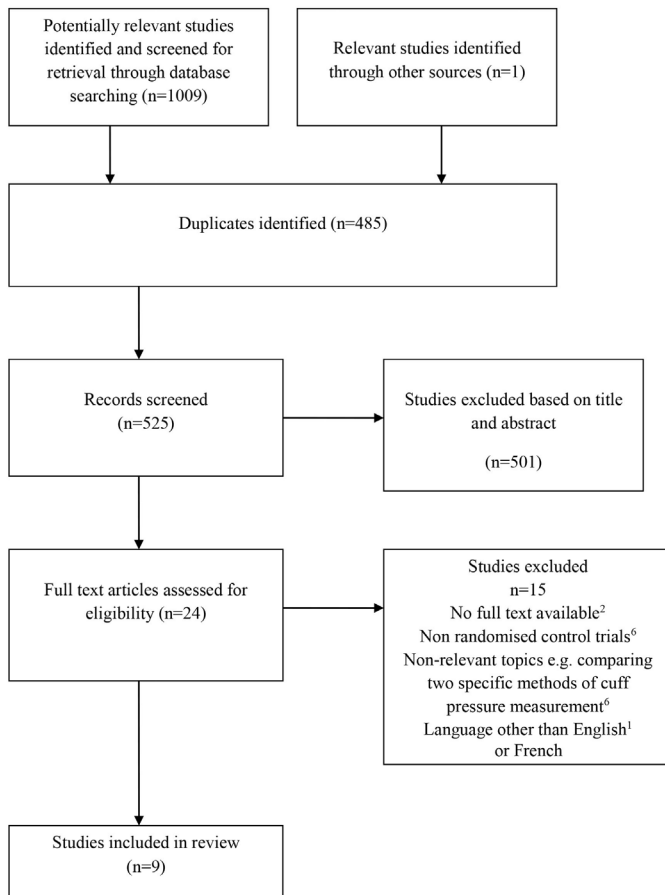 Potentially relevant studies
identified and screened for
retrieval through database
searching (n=1009)
Relevant studies identified
through other sources (n=1)
Duplicates identified (n=485)
Records screened
(n=525)
Studies excluded based on title
and abstract
(n=501)
Full text articles assessed for
eligibility (n=24)
Studies excluded
n=15
No full text available²
Non randomised control trials⁶
Non-relevant topics e.g. comparing
two specific methods of cuff
pressure measurement⁶
Language other than English¹
or French
Studies included in review
(n=9)